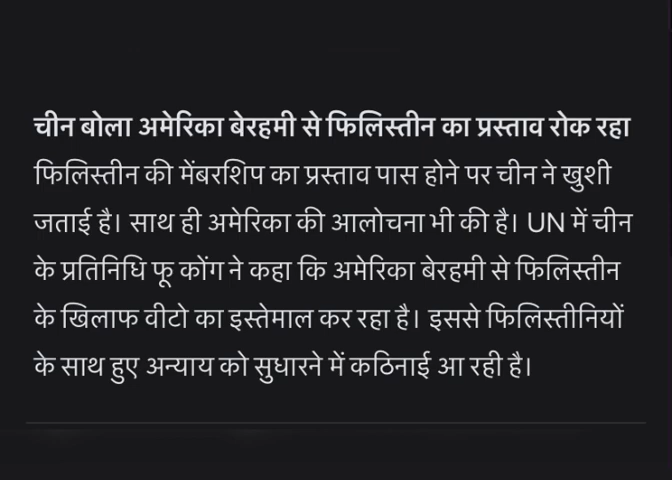 चीन बोला अमेरिका बेरहमी से फिलिस्तीन का प्रस्ताव रोक रहा
फिलिस्तीन की मेंबरशिप का प्रस्ताव पास होने पर चीन ने खुशी
जताई है। साथ ही अमेरिका की आलोचना भी की है। UN में चीन
के प्रतिनिधि फू कोंग ने कहा कि अमेरिका बेरहमी से फिलिस्तीन
के खिलाफ वीटो का इस्तेमाल कर रहा है। इससे फिलिस्तीनियों
के साथ हुए अन्याय को सुधारने में कठिनाई आ रही है।